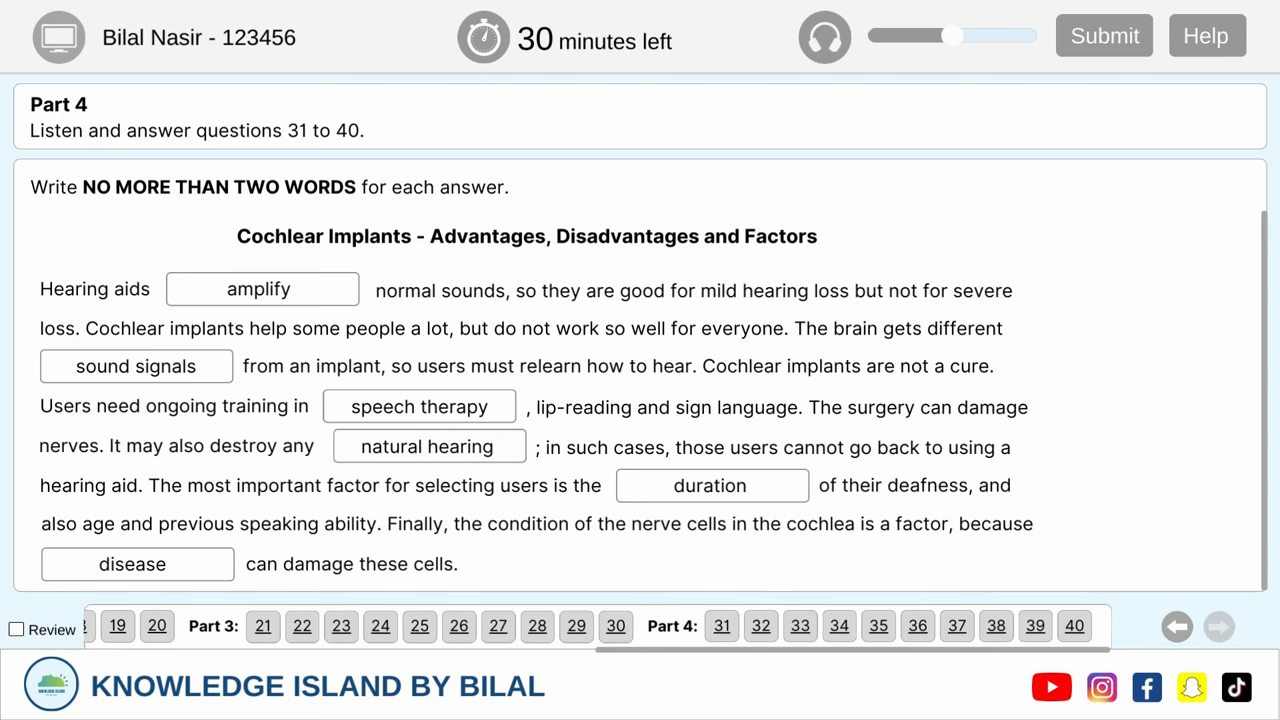 Bilal Nasir - 123456
30 minutes left
Submit
Help
Part 4
Listen and answer questions 31 to 40.
Write NO MORE THAN TWO WORDS for each answer.
Cochlear Implants - Advantages, Disadvantages and Factors
Hearing aids amplify normal sounds, so they are good for mild hearing loss but not for severe
loss. Cochlear implants help some people a lot, but do not work so well for everyone. The brain gets different
sound signals from an implant, so users must relearn how to hear. Cochlear implants are not a cure.
Users need ongoing training in speech therapy , lip-reading and sign language. The surgery can damage
nerves. It may also destroy any natural hearing ; in such cases, those users cannot go back to using a
hearing aid. The most important factor for selecting users is the duration of their deafness, and
also age and previous speaking ability. Finally, the condition of the nerve cells in the cochlea is a factor, because
disease can damage these cells.
Review 19 20 Part 3: 21 22 23 24 25 26 27 28 29 30 Part 4: 31 32 33 34 35 36 37 38 39 40
KNOWLEDGE ISLAND BY BILAL